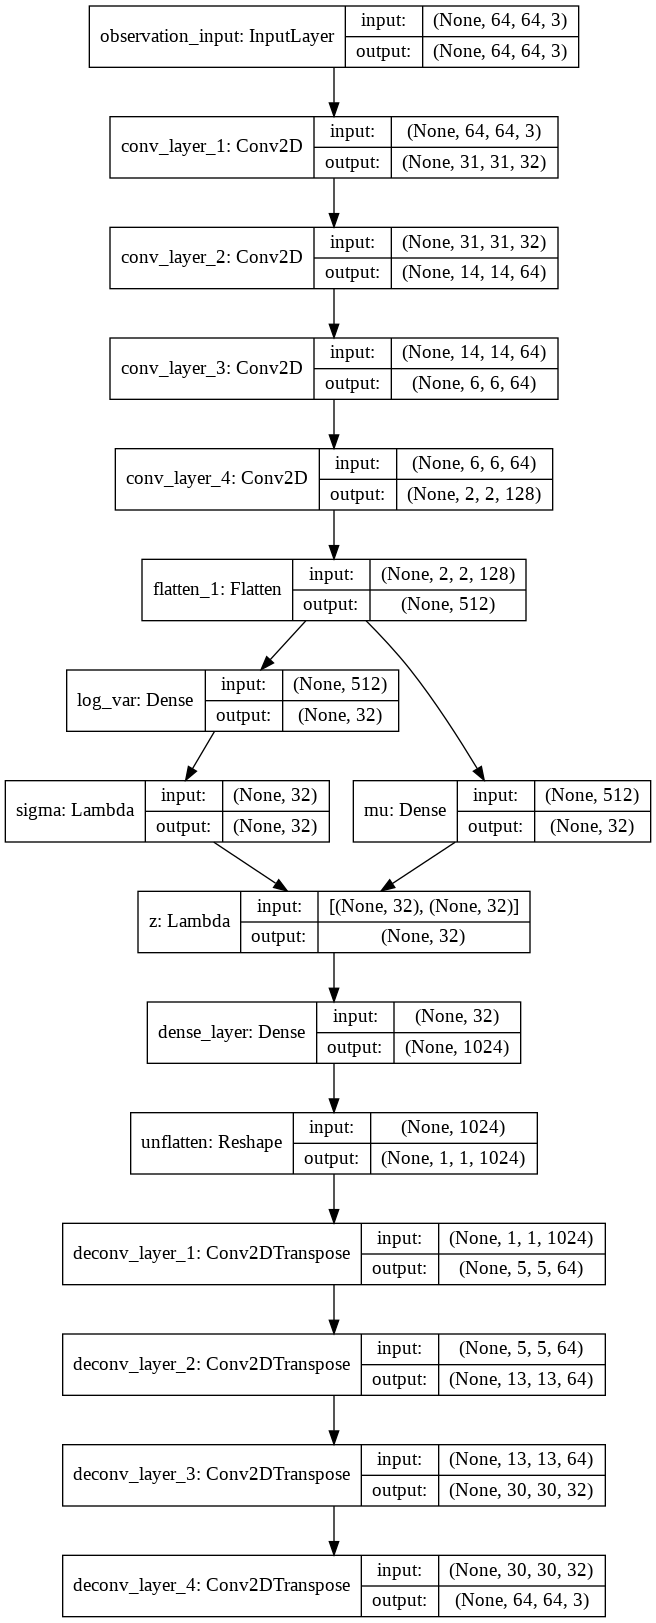 observation_input: InputLayer
input: (None, 64, 64, 3)
output: (None, 64, 64, 3)
conv_layer_1: Conv2D
input: (None, 64, 64, 3)
output: (None, 31, 31, 32)
conv_layer_2: Conv2D
input: (None, 31, 31, 32)
output: (None, 14, 14, 64)
conv_layer_3: Conv2D
input: (None, 14, 14, 64)
output: (None, 6, 6, 64)
conv_layer_4: Conv2D
input: (None, 6, 6, 64)
output: (None, 2, 2, 128)
flatten_1: Flatten
input: (None, 2, 2, 128)
output: (None, 512)
log_var: Dense
input: (None, 512)
output: (None, 32)
sigma: Lambda
input: (None, 32)
output: (None, 32)
mu: Dense
input: (None, 512)
output: (None, 32)
z: Lambda
input: [(None, 32), (None, 32)]
output: (None, 32)
dense_layer: Dense
input: (None, 32)
output: (None, 1024)
unflatten: Reshape
input: (None, 1024)
output: (None, 1, 1, 1024)
deconv_layer_1: Conv2DTranspose
input: (None, 1, 1, 1024)
output: (None, 5, 5, 64)
deconv_layer_2: Conv2DTranspose
input: (None, 5, 5, 64)
output: (None, 13, 13, 64)
deconv_layer_3: Conv2DTranspose
input: (None, 13, 13, 64)
output: (None, 30, 30, 32)
deconv_layer_4: Conv2DTranspose
input: (None, 30, 30, 32)
output: (None, 64, 64, 3)